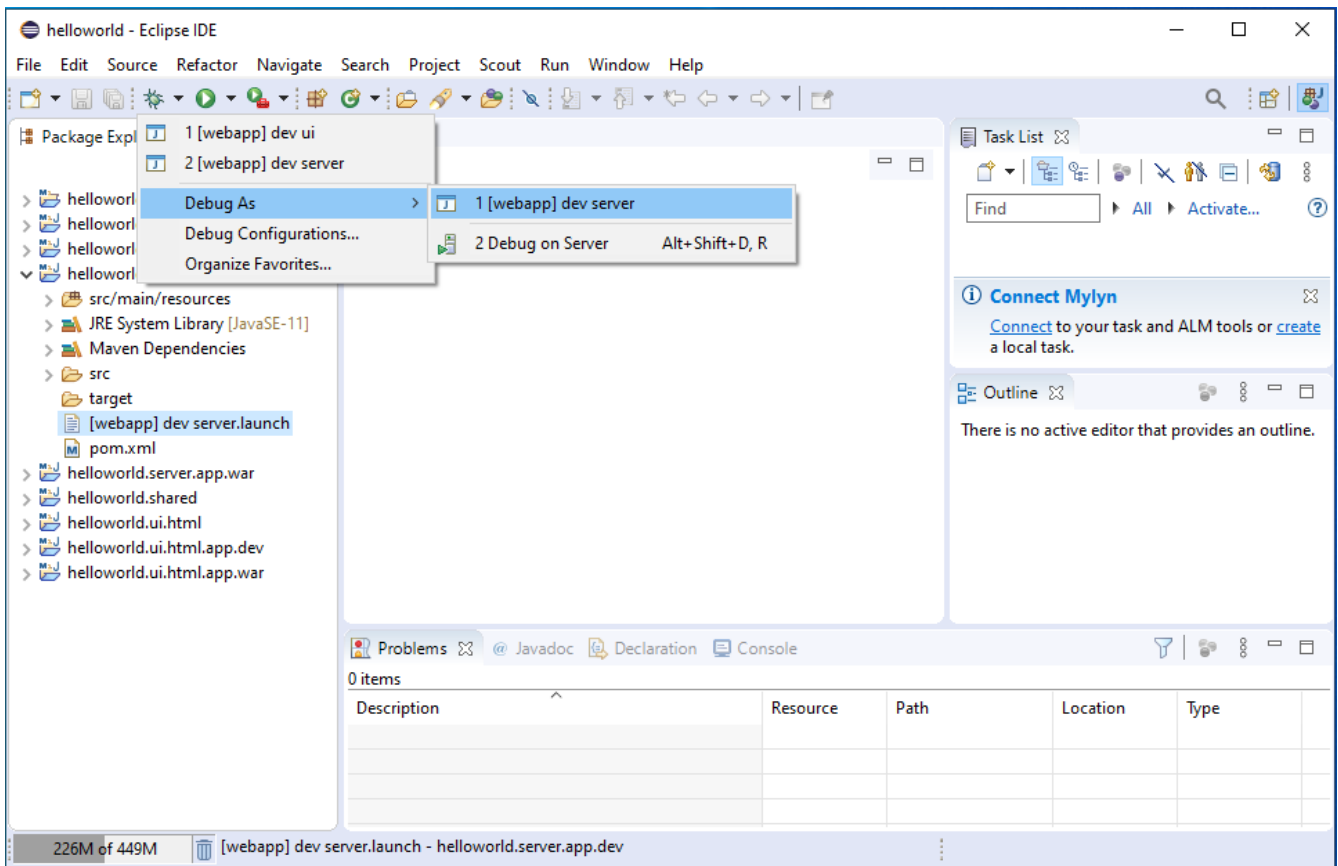 helloworld - Eclipse IDE
File Edit Source Refactor Navigate Search Project Scout Run Window Help
Package Expl
1 [webapp] dev ui
2 [webapp] dev server
Debug As
Debug Configurations...
Organize Favorites...
1 [webapp] dev server
2 Debug on Server Alt+Shift+D, R
helloworl
helloworl
helloworl
helloworl
src/main/resources
JRE System Library [JavaSE-11]
Maven Dependencies
src
target
[webapp] dev server.launch
pom.xml
helloworld.server.app.war
helloworld.shared
helloworld.ui.html
helloworld.ui.html.app.dev
helloworld.ui.html.app.war
Task List
Find All Activate...
Connect Mylyn
Connect to your task and ALM tools or create
a local task.
Outline
There is no active editor that provides an outline.
Problems @ Javadoc Declaration Console
0 items
Description Resource Path Location Type
226M of 449M [webapp] dev server.launch - helloworld.server.app.dev